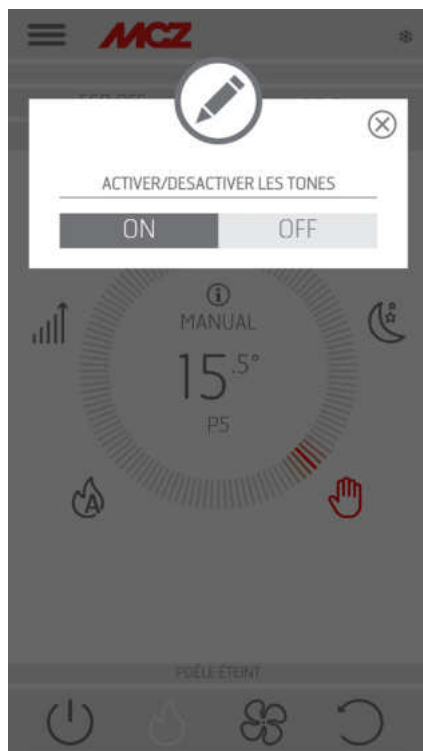 MCZ
ACTIVER/DESACTIVER LES TONES
ON OFF
MANUAL
15.5°
P5
A
POÊLE ÉTEINT